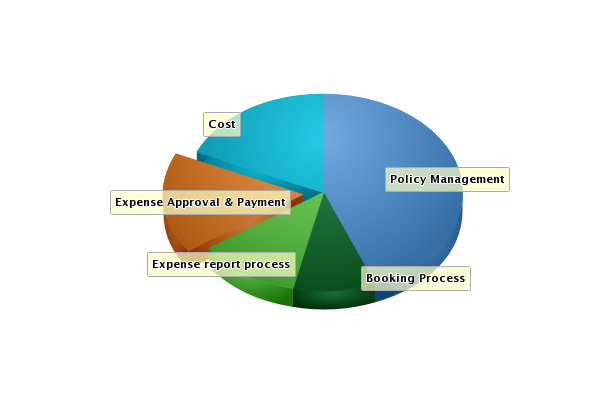 Cost
Policy Management
Expense Approval & Payment
Expense report process
Booking Process